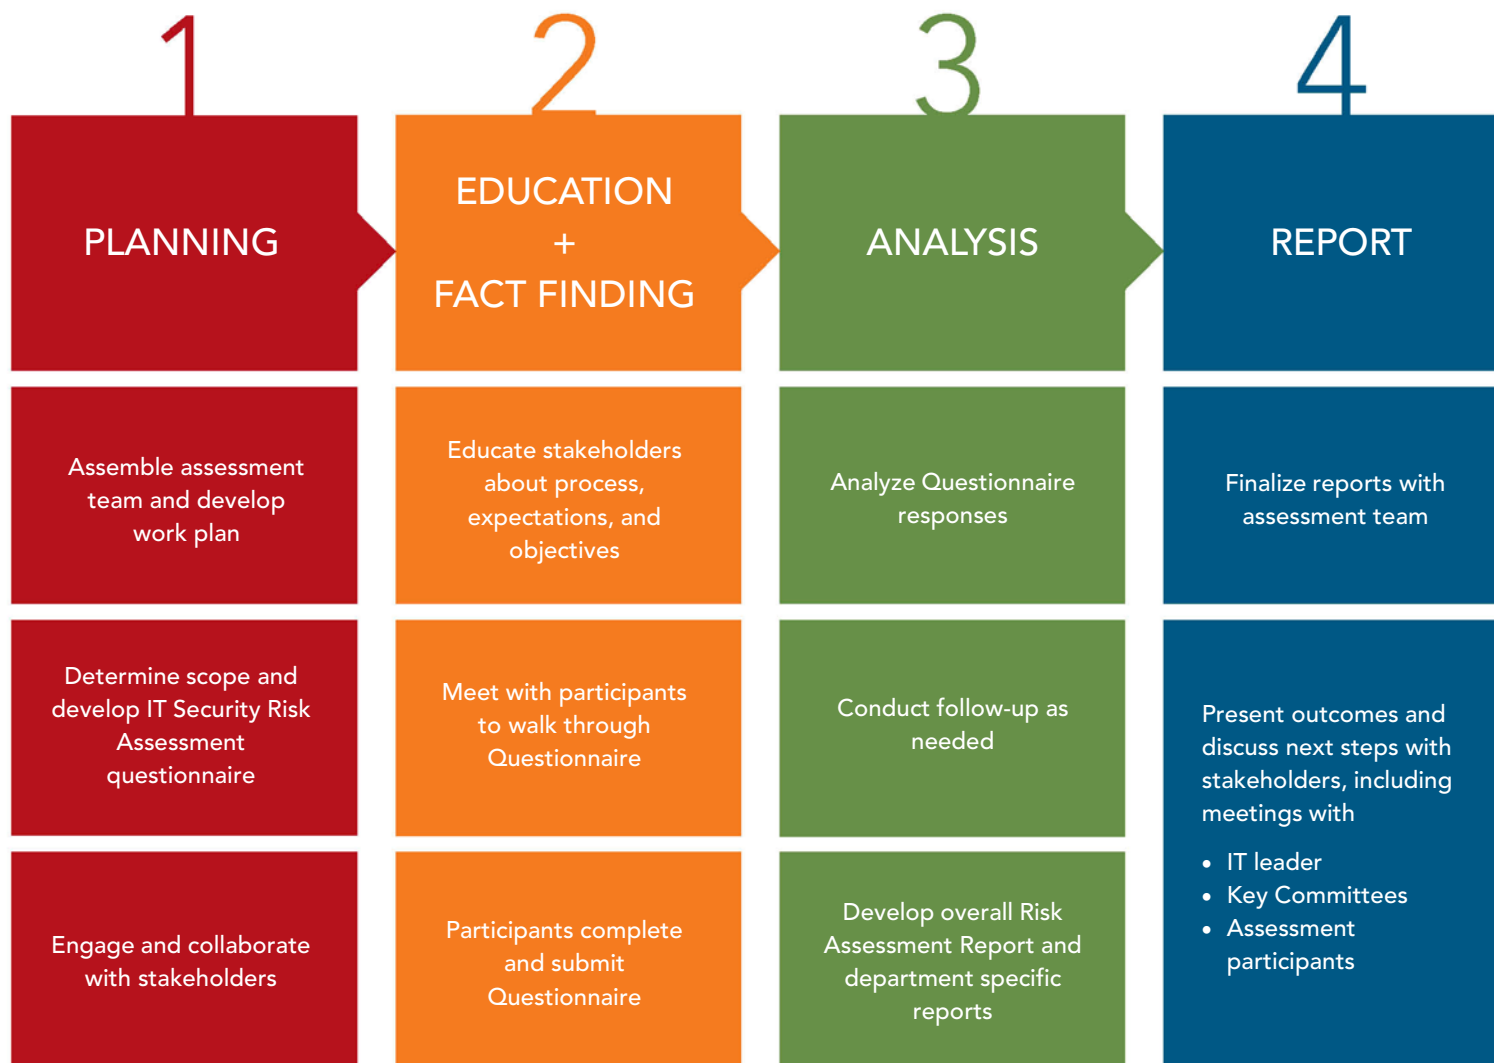 1
PLANNING
Assemble assessment
team and develop
work plan
Determine scope and
develop IT Security Risk
Assessment
questionnaire
Engage and collaborate
with stakeholders
2
EDUCATION
+
FACT FINDING
Educate stakeholders
about process,
expectations, and
objectives
Meet with participants
to walk through
Questionnaire
Participants complete
and submit
Questionnaire
3
ANALYSIS
Analyze Questionnaire
responses
Conduct follow-up as
needed
Develop overall Risk
Assessment Report and
department specific
reports
4
REPORT
Finalize reports with
assessment team
Present outcomes and
discuss next steps with
stakeholders, including
meetings with
• IT leader
• Key Committees
• Assessment
participants